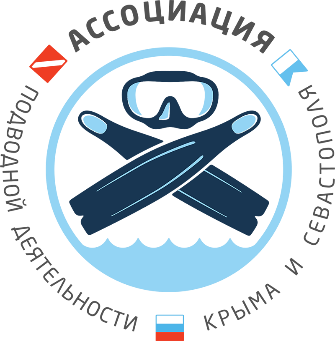 АССОЦИАЦИЯ
ПОДВОДНОЙ ДЕЯТЕЛЬНОСТИ
КРЫМА И СЕВАСТОПОЛЯ